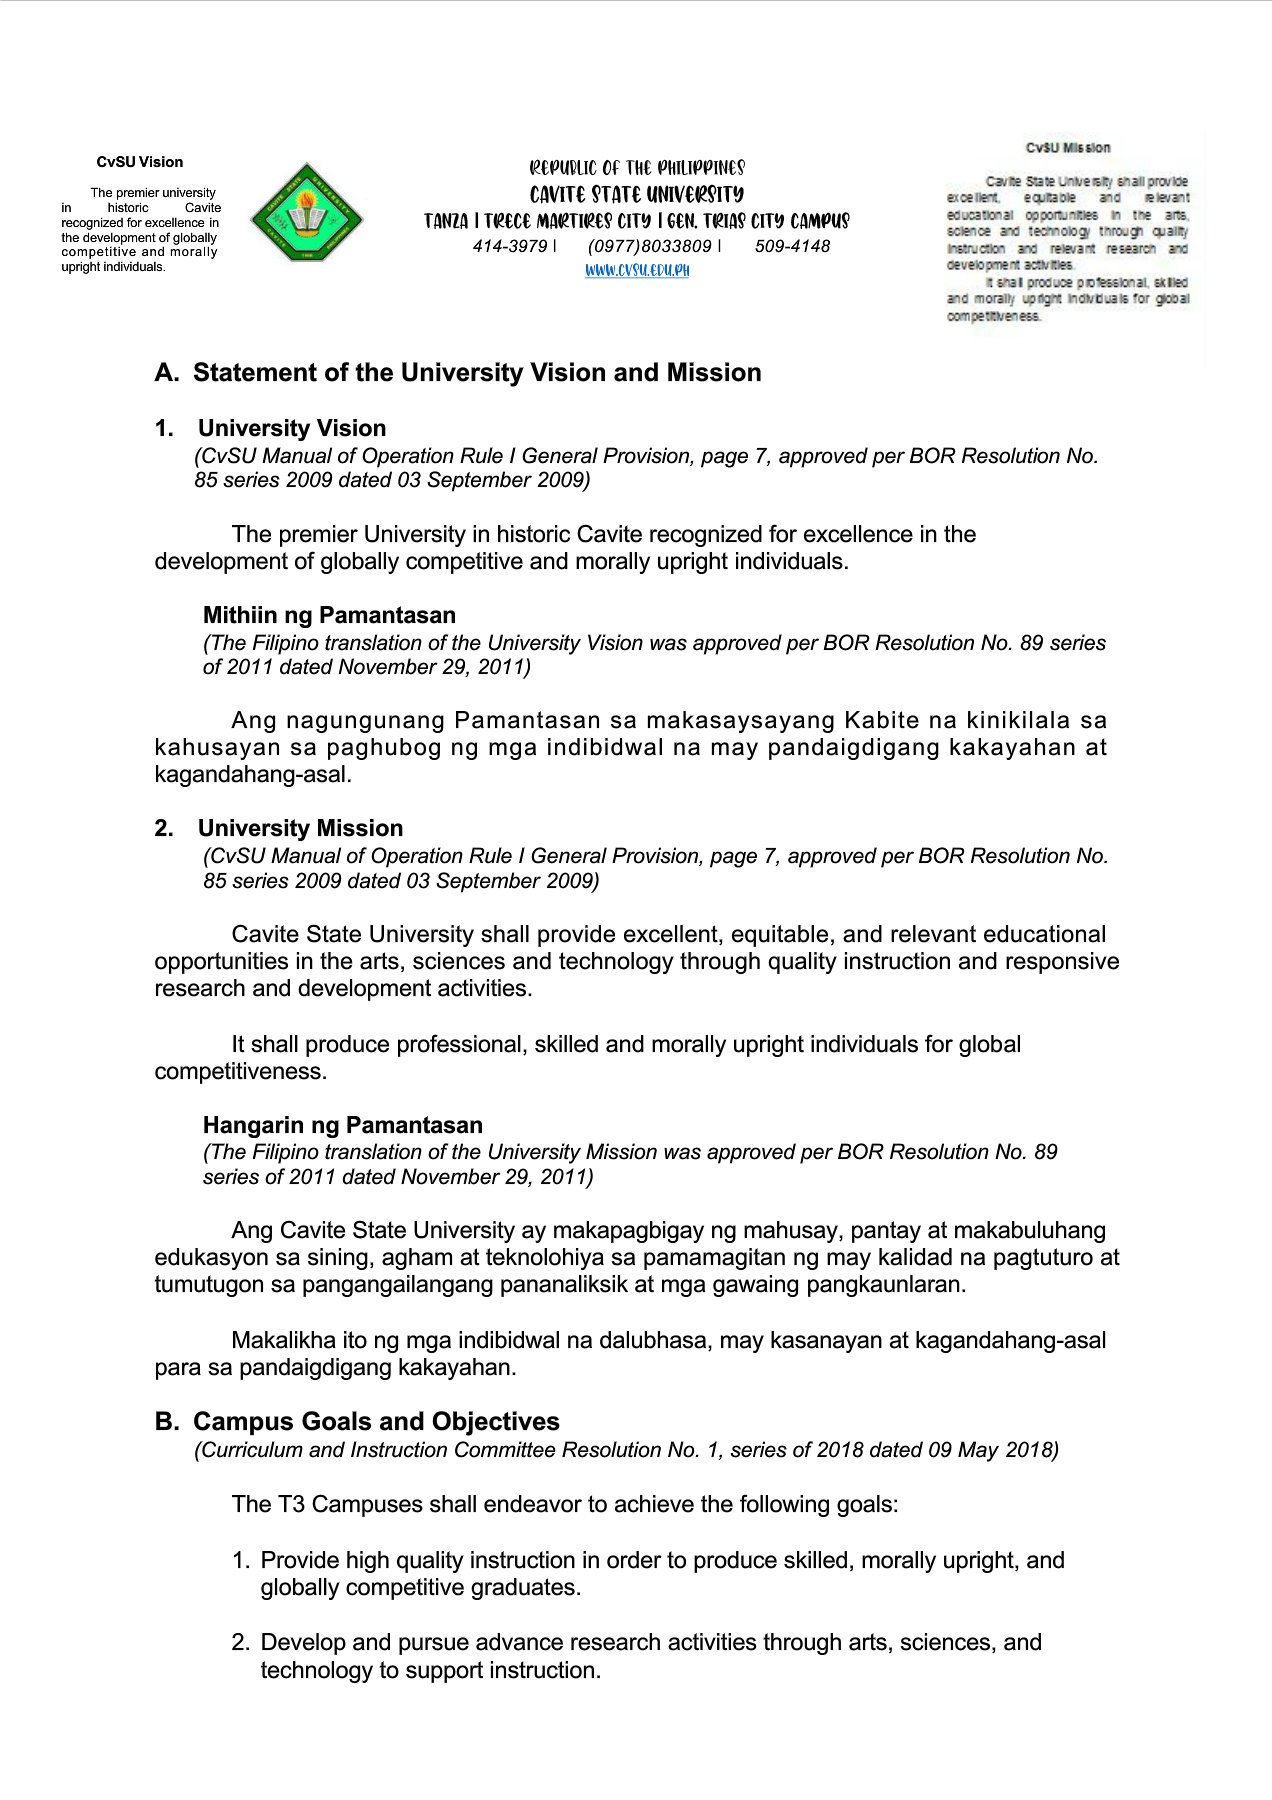 CvSU Vision
The premier university
in historic Cavite
recognized for excellence in
the development of globally
competitive and morally
upright individuals.
REPUBLIC OF THE PHILIPPINES
CAVITE STATE UNIVERSITY
TANZA | TRECE MARTIRES CITY | GEN. TRIAS CITY CAMPUS
414-3979 | (0977)8033809 | 509-4148
WWW.CVSU.EDU.PH
CvSU Mission
Cavite State University shall provide
excellent, equitable and relevant
educational opportunities in the arts,
science and technology through quality
instruction and relevant research and
development activities.
It shall produce professional, skilled
and morally upright individuals for global
competitiveness.
A. Statement of the University Vision and Mission
1. University Vision
(CvSU Manual of Operation Rule I General Provision, page 7, approved per BOR Resolution No.
85 series 2009 dated 03 September 2009)
The premier University in historic Cavite recognized for excellence in the
development of globally competitive and morally upright individuals.
Mithiin ng Pamantasan
(The Filipino translation of the University Vision was approved per BOR Resolution No. 89 series
of 2011 dated November 29, 2011)
Ang nagungunang Pamantasan sa makasaysayang Kabite na kinikilala sa
kahusayan sa paghubog ng mga indibidwal na may pandaigdigang kakayahan at
kagandahang-asal.
2. University Mission
(CvSU Manual of Operation Rule I General Provision, page 7, approved per BOR Resolution No.
85 series 2009 dated 03 September 2009)
Cavite State University shall provide excellent, equitable, and relevant educational
opportunities in the arts, sciences and technology through quality instruction and responsive
research and development activities.
It shall produce professional, skilled and morally upright individuals for global
competitiveness.
Hangarin ng Pamantasan
(The Filipino translation of the University Mission was approved per BOR Resolution No. 89
series of 2011 dated November 29, 2011)
Ang Cavite State University ay makapagbigay ng mahusay, pantay at makabuluhang
edukasyon sa sining, agham at teknolohiya sa pamamagitan ng may kalidad na pagtuturo at
tumutugon sa pangangailangang pananaliksik at mga gawaing pangkaunlaran.
Makalikha ito ng mga indibidwal na dalubhasa, may kasanayan at kagandahang-asal
para sa pandaigdigang kakayahan.
B. Campus Goals and Objectives
(Curriculum and Instruction Committee Resolution No. 1, series of 2018 dated 09 May 2018)
The T3 Campuses shall endeavor to achieve the following goals:
1. Provide high quality instruction in order to produce skilled, morally upright, and
globally competitive graduates.
2. Develop and pursue advance research activities through arts, sciences, and
technology to support instruction.